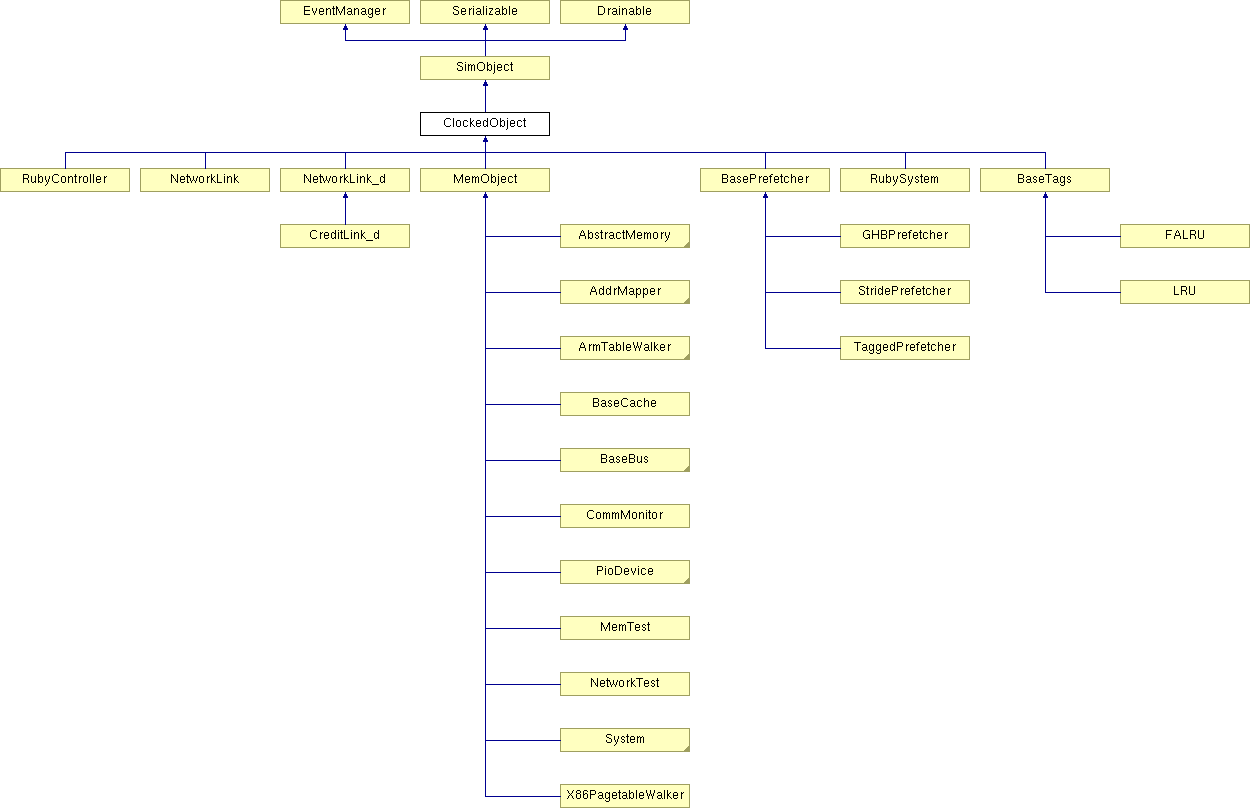 EventManager
Serializable
Drainable
SimObject
ClockedObject
RubyController
NetworkLink
NetworkLink_d
MemObject
BasePrefetcher
RubySystem
BaseTags
CreditLink_d
AbstractMemory
GHBPrefetcher
FALRU
AddrMapper
StridePrefetcher
LRU
ArmTableWalker
TaggedPrefetcher
BaseCache
BaseBus
CommMonitor
PioDevice
MemTest
NetworkTest
System
X86PagetableWalker